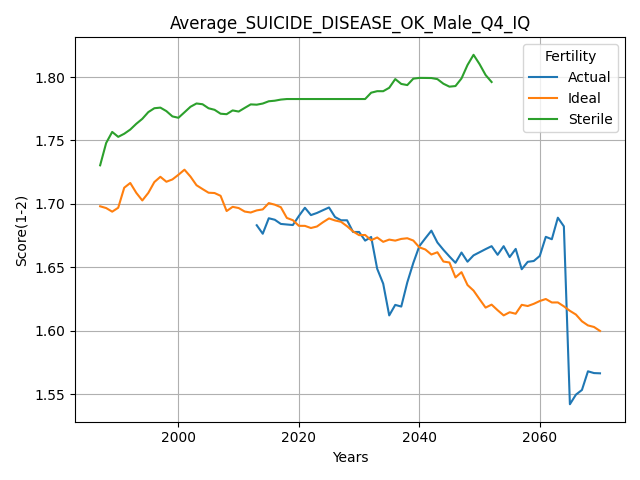 Average_SUICIDE_DISEASE_OK_Male_Q4_IQ
Fertility
Actual
Ideal
Sterile
Score(1-2)
1.80
1.75
1.70
1.65
1.60
1.55
2000 2020 2040 2060
Years